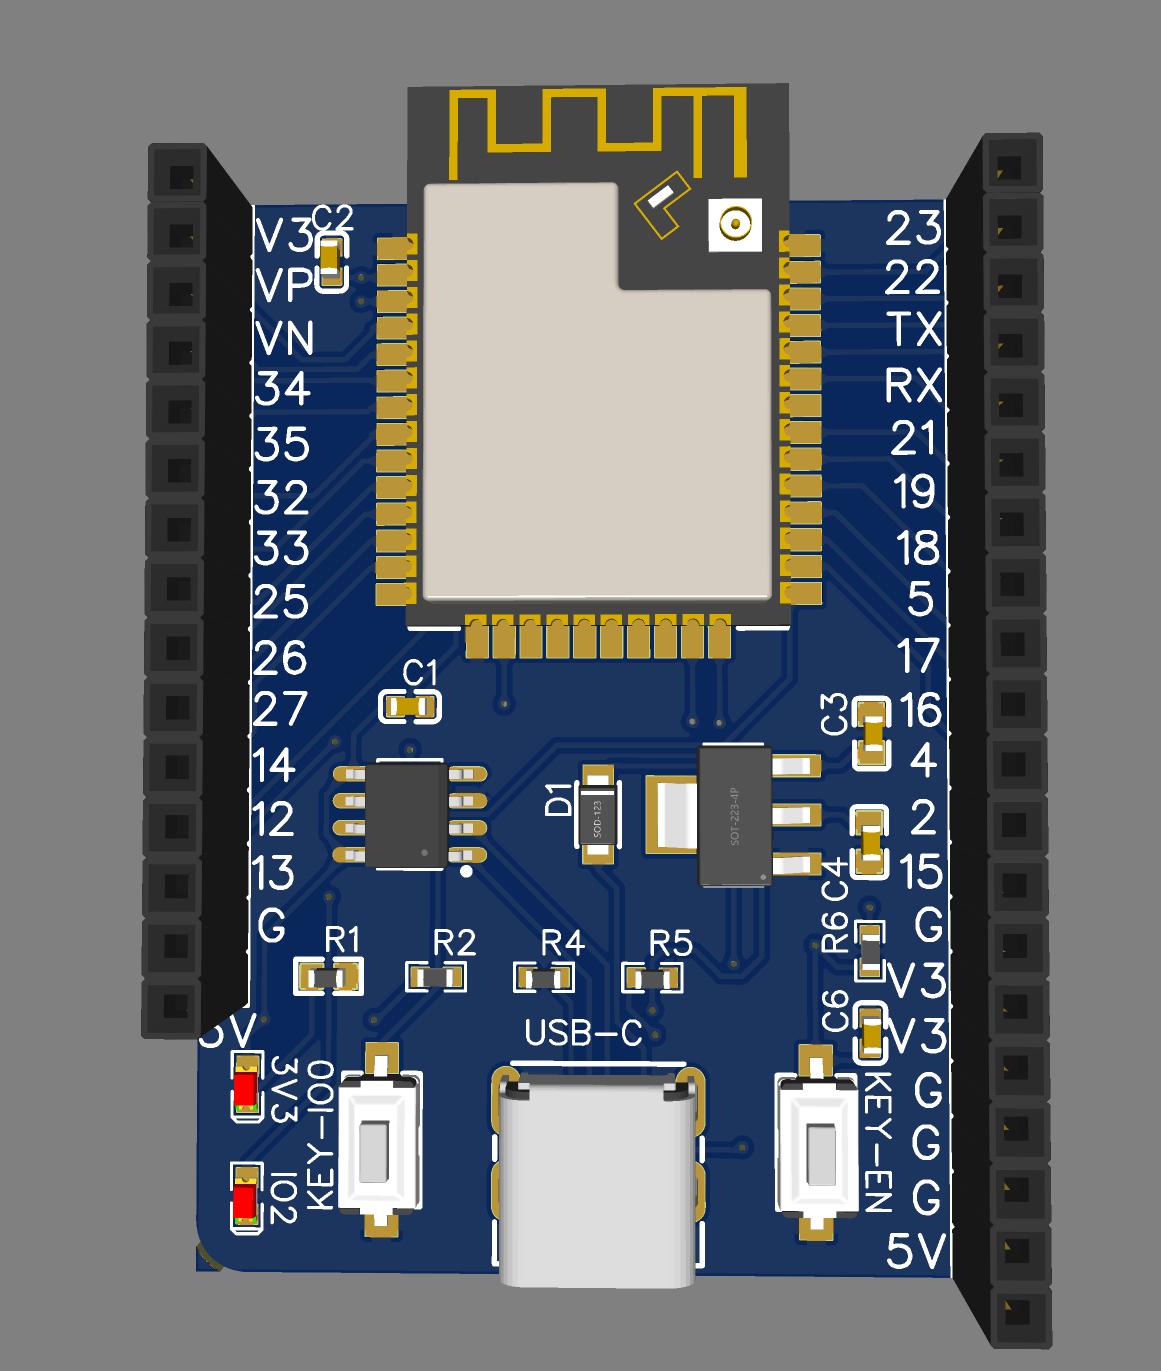 V3
C2
VP
VN
34
35
32
33
25
26
27
14
12
13
G
5V
23
22
TX
RX
21
19
18
5
17
16
4
2
15
G
V3
V3
G
G
G
5V
C1
C3
D1
SOD-123
SOT-223-4P
C4
R1
R2
R4
R5
R6
C6
USB-C
3V3
IO2
KEY-IO0
KEY-EN